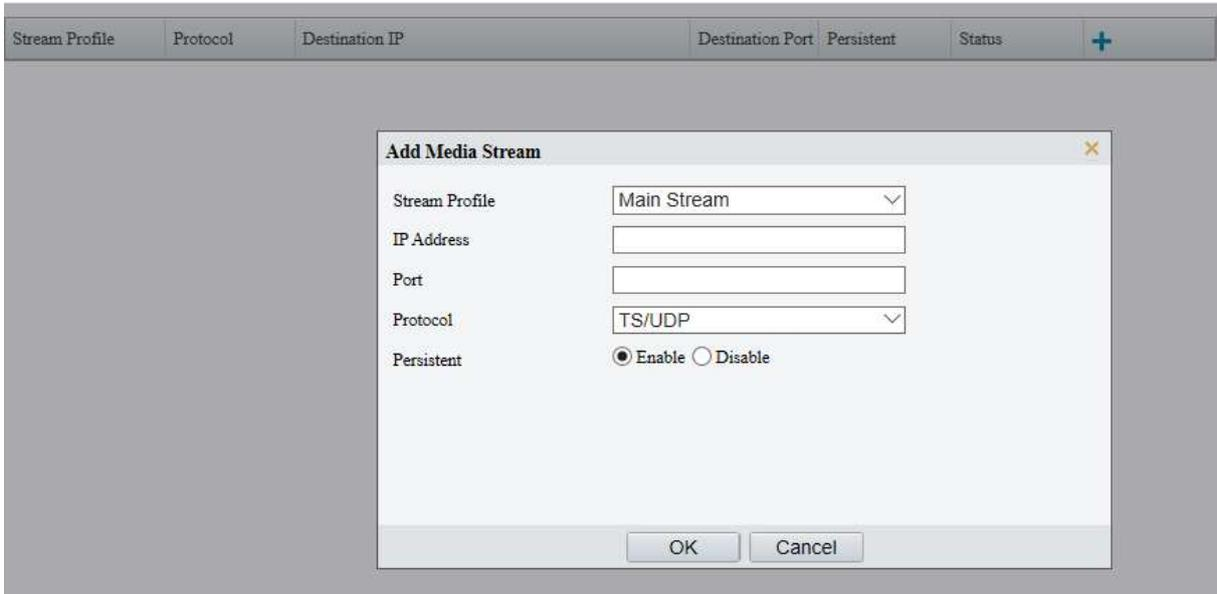 Stream Profile Protocol Destination IP Destination Port Persistent Status
Add Media Stream
Stream Profile Main Stream
IP Address
Port
Protocol TS/UDP
Persistent Enable Disable
OK Cancel